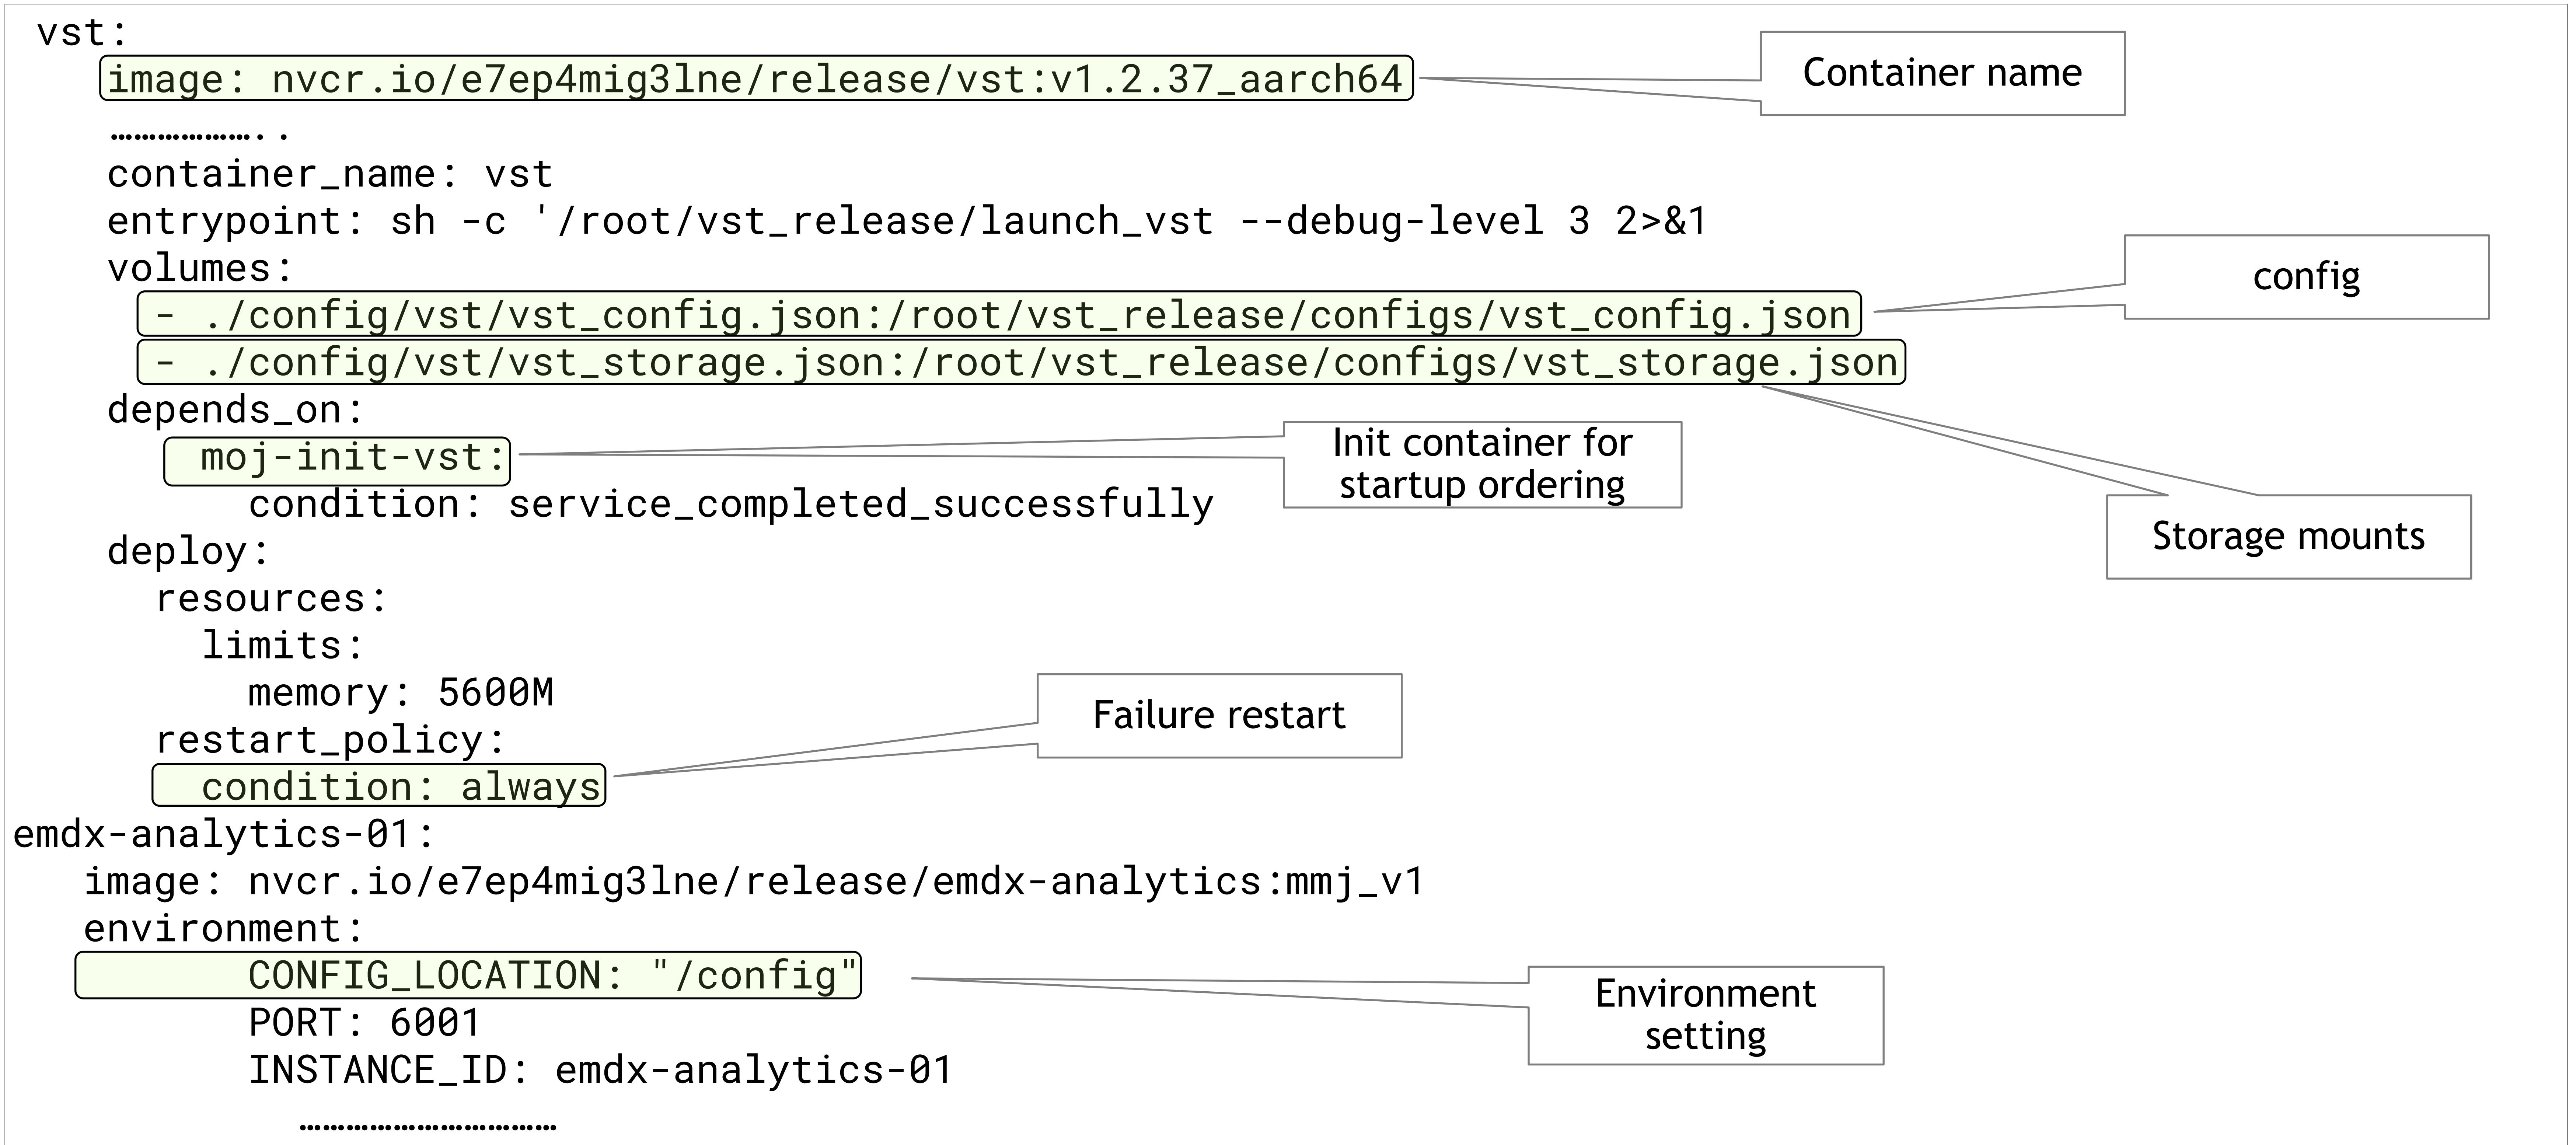 vst:
image: nvcr.io/e7ep4mig3lne/release/vst:v1.2.37_aarch64
Container name
………………..
container_name: vst
entrypoint: sh -c '/root/vst_release/launch_vst --debug-level 3 2>&1
volumes:
- ./config/vst/vst_config.json:/root/vst_release/configs/vst_config.json
config
- ./config/vst/vst_storage.json:/root/vst_release/configs/vst_storage.json
Storage mounts
depends_on:
moj-init-vst:
Init container for
startup ordering
condition: service_completed_successfully
deploy:
resources:
limits:
memory: 5600M
restart_policy:
condition: always
Failure restart
emdx-analytics-01:
image: nvcr.io/e7ep4mig3lne/release/emdx-analytics:mmj_v1
environment:
CONFIG_LOCATION: "/config"
Environment
setting
PORT: 6001
INSTANCE_ID: emdx-analytics-01
……………………………